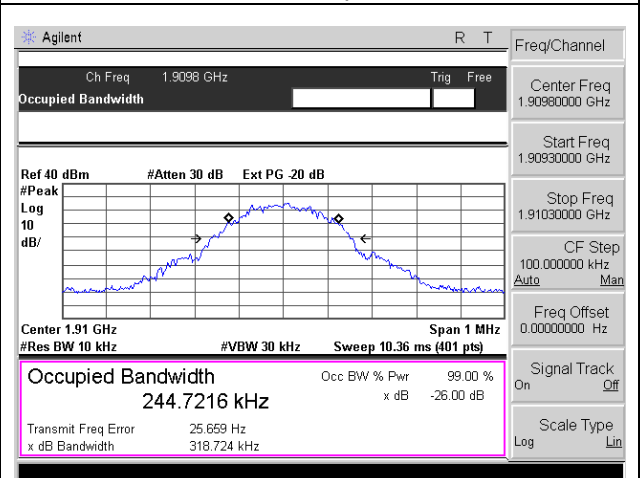 Agilent R T
Freq/Channel
Ch Freq 1.9098 GHz Trig Free
Occupied Bandwidth
Center Freq
1.90980000 GHz
Start Freq
1.90930000 GHz
Stop Freq
1.91030000 GHz
CF Step
100.000000 kHz
Auto Man
Freq Offset
0.00000000 Hz
Signal Track
On Off
Scale Type
Log Lin
Ref 40 dBm #Atten 30 dB Ext PG -20 dB
#Peak
Log
10
dB/
Center 1.91 GHz Span 1 MHz
#Res BW 10 kHz #VBW 30 kHz Sweep 10.36 ms (401 pts)
Occupied Bandwidth Occ BW % Pwr 99.00 %
244.7216 kHz x dB -26.00 dB
Transmit Freq Error 25.659 Hz
x dB Bandwidth 318.724 kHz